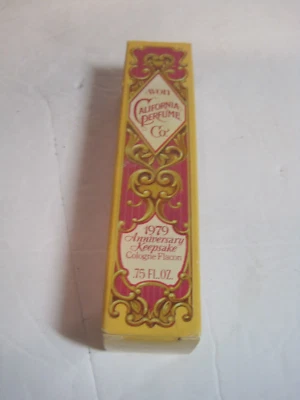 AVON
CALIFORNIA
PERFUME
Co.
1979
Anniversary
Keepsake
Cologne Flacon
.75 FL. OZ.